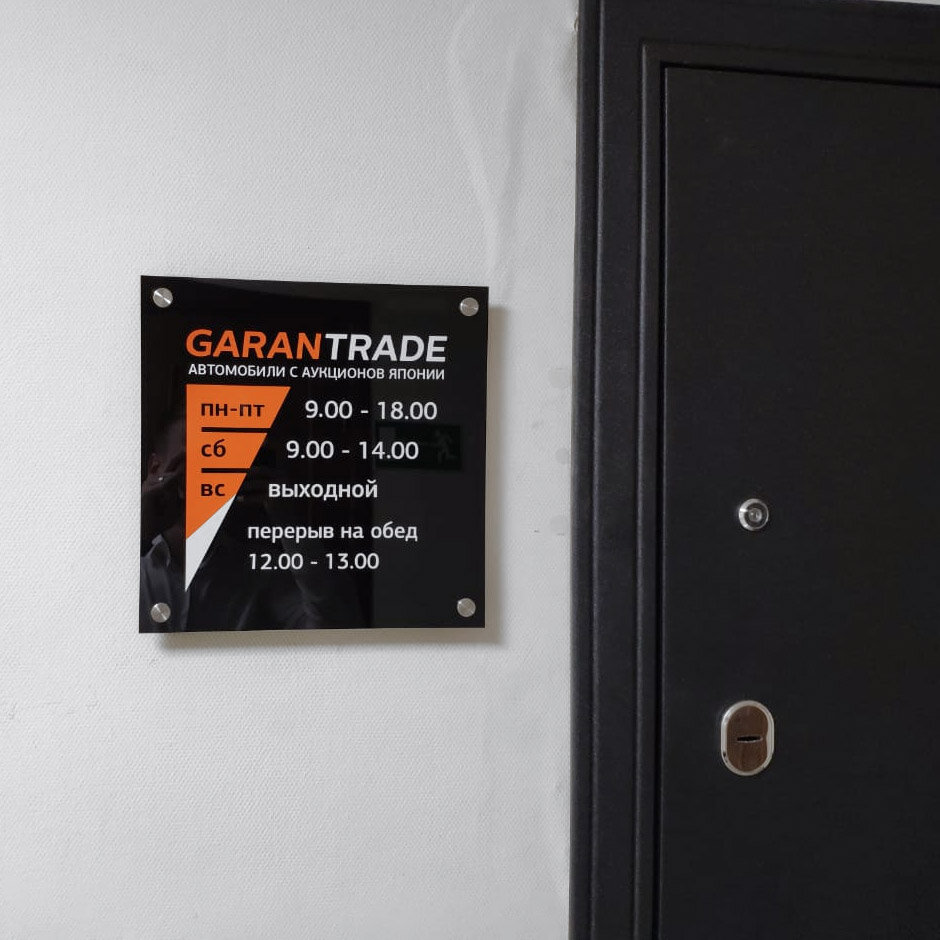 GARANTRADE
АВТОМОБИЛИ С АУКЦИОНОВ ЯПОНИИ
пн-пт 9.00 - 18.00
сб 9.00 - 14.00
вс выходной
перерыв на обед
12.00 - 13.00